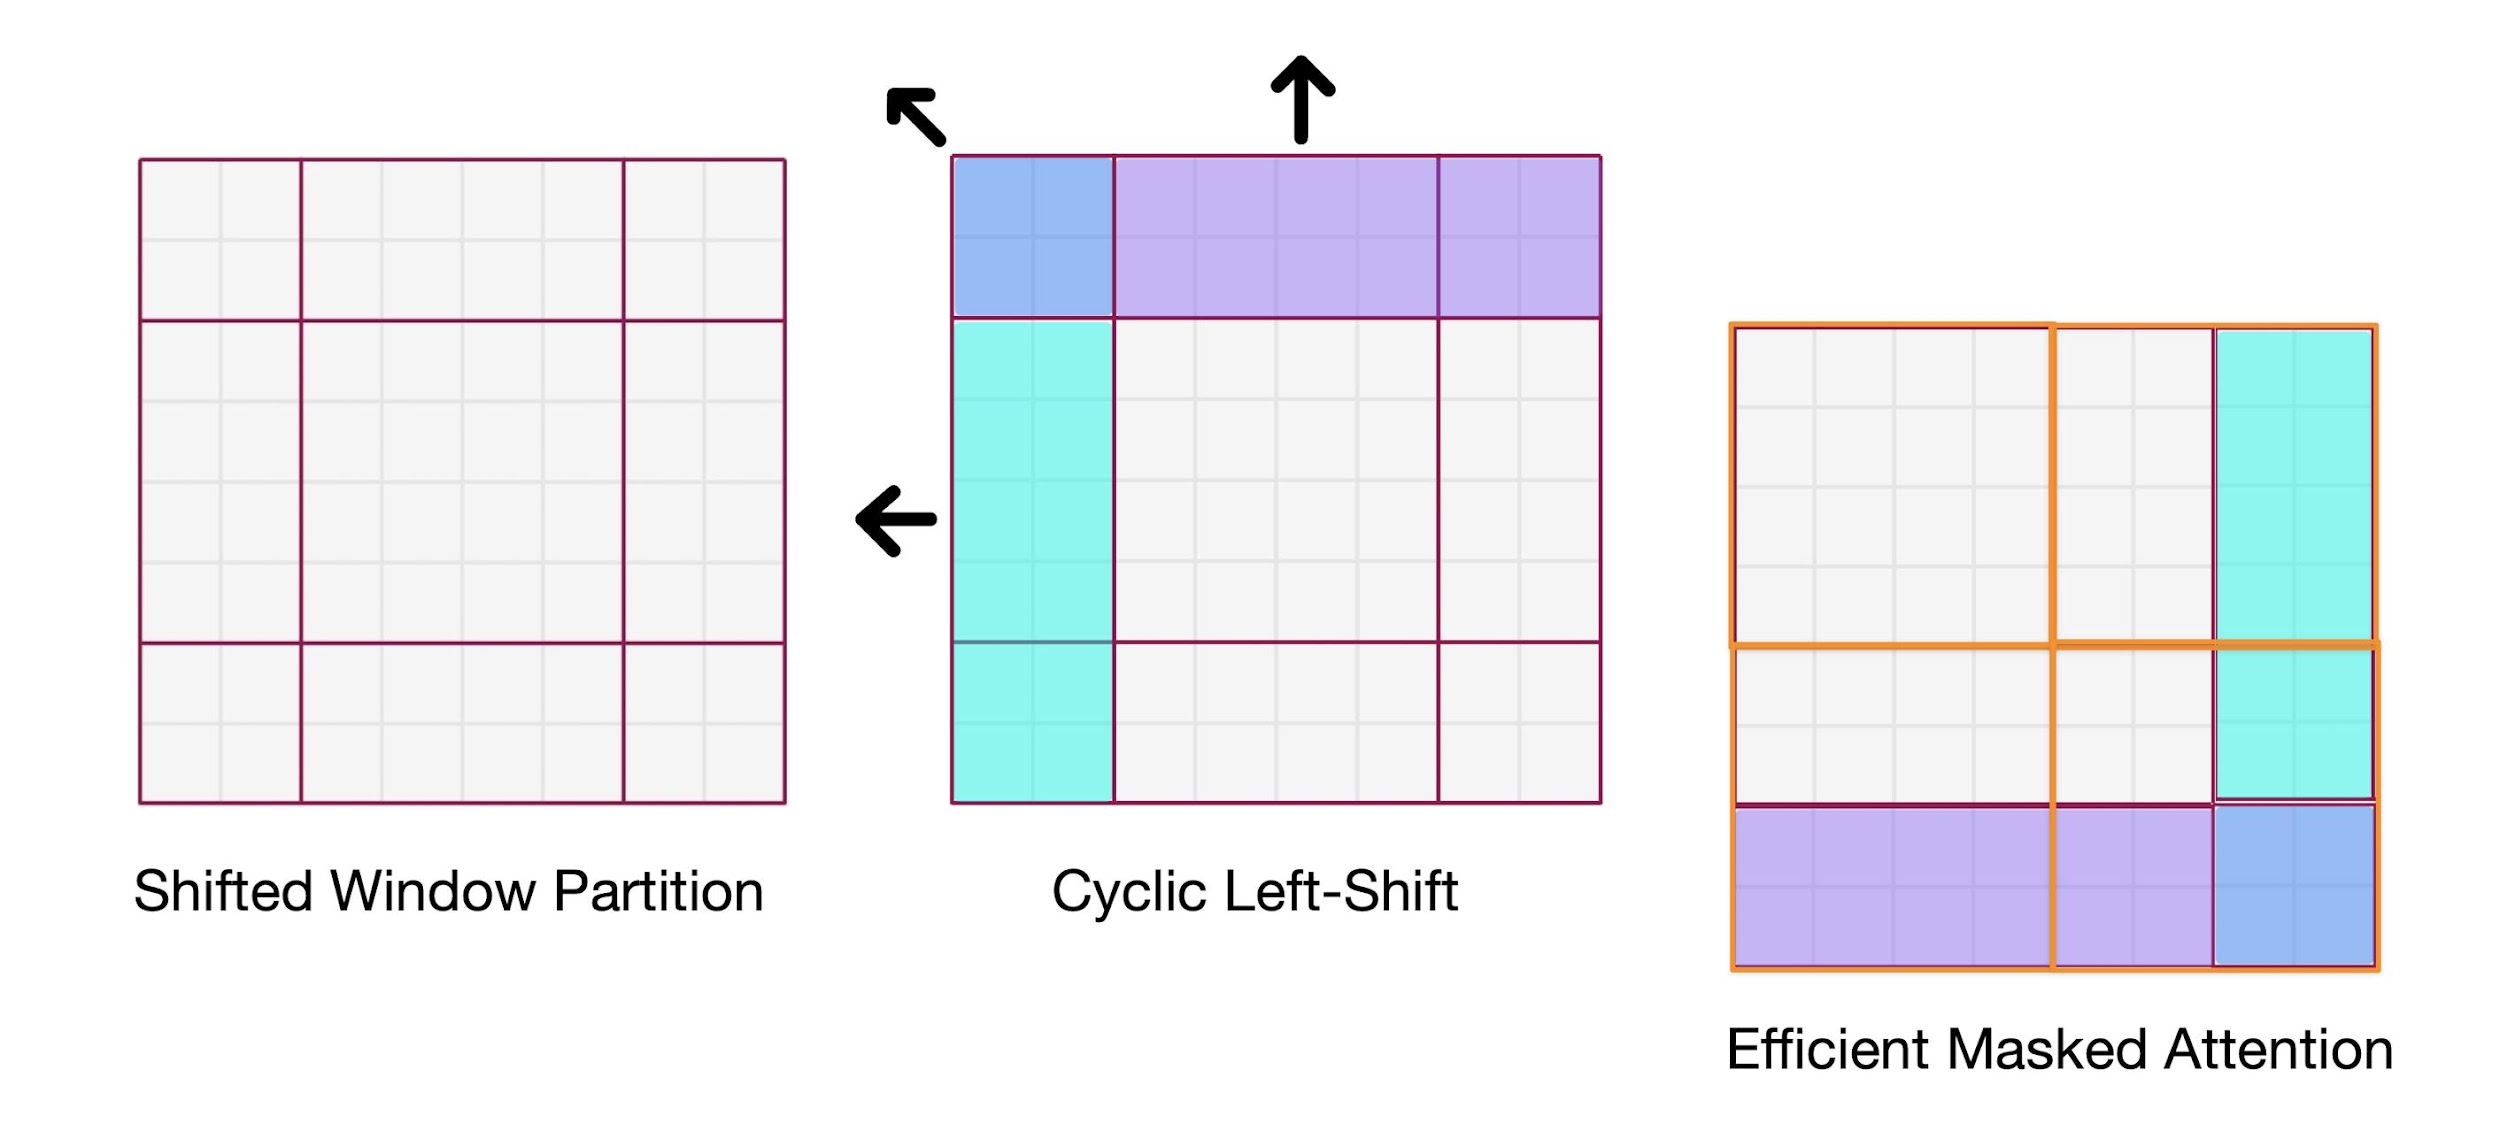 Shifted Window Partition
Cyclic Left-Shift
Efficient Masked Attention